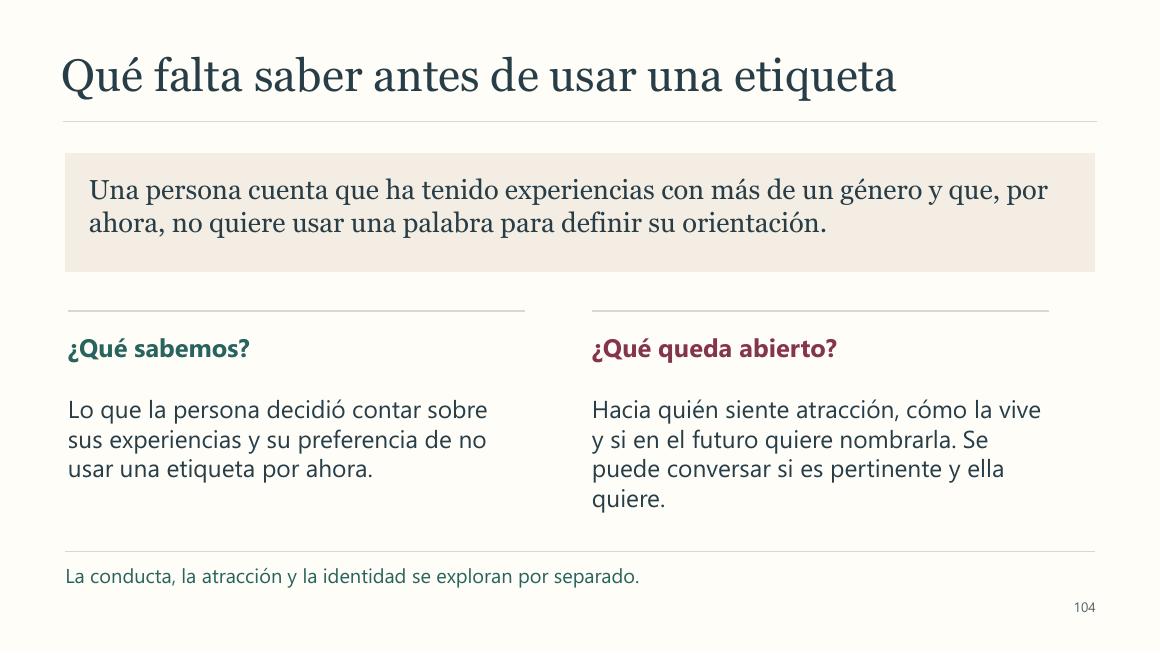 Qué falta saber antes de usar una etiqueta
Una persona cuenta que ha tenido experiencias con más de un género y que, por
ahora, no quiere usar una palabra para definir su orientación.
¿Qué sabemos?
Lo que la persona decidió contar sobre
sus experiencias y su preferencia de no
usar una etiqueta por ahora.
¿Qué queda abierto?
Hacia quién siente atracción, cómo la vive
y si en el futuro quiere nombrarla. Se
puede conversar si es pertinente y ella
quiere.
La conducta, la atracción y la identidad se exploran por separado.
104